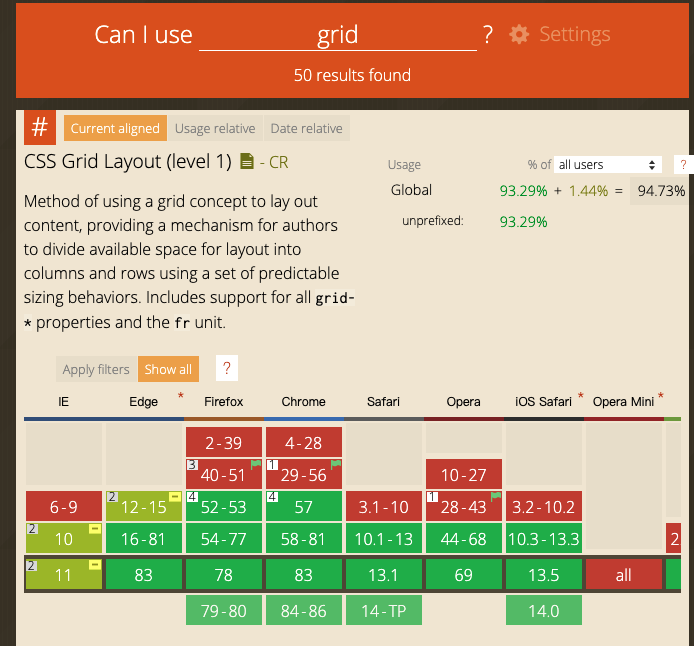 Can I use grid ? Settings
50 results found
# Current aligned Usage relative Date relative
CSS Grid Layout (level 1) - CR
Usage % of all users ?
Global 93.29% + 1.44% = 94.73%
unprefixed: 93.29%
Method of using a grid concept to lay out
content, providing a mechanism for authors
to divide available space for layout into
columns and rows using a set of predictable
sizing behaviors. Includes support for all grid-
* properties and the fr unit.
Apply filters Show all ?
IE Edge * Firefox Chrome Safari Opera iOS Safari * Opera Mini *
2-39 4-28
3 40-51 1 29-56 10-27
6-9 2 12-15 4 52-53 4 57 3.1-10 1 28-43 3.2-10.2
2 10 16-81 54-77 58-81 10.1-13 44-68 10.3-13.3 2
2 11 83 78 83 13.1 69 13.5 all
79-80 84-86 14-TP 14.0